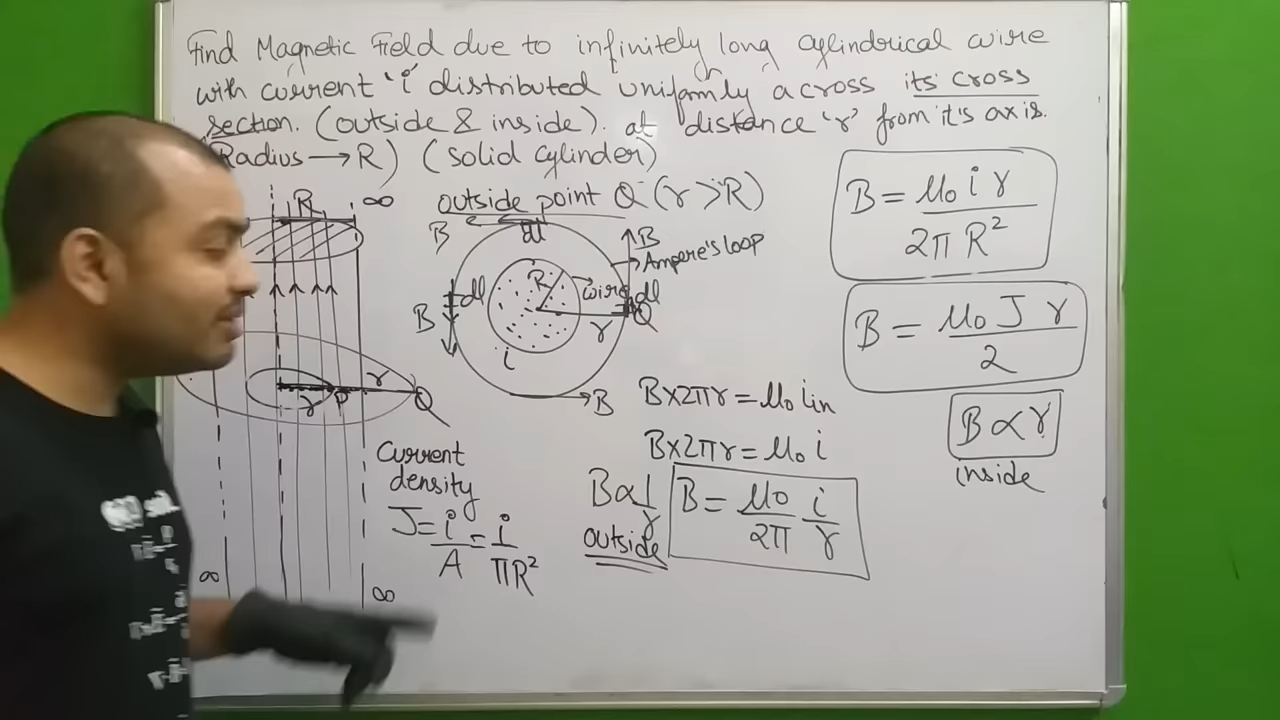 Find Magnetic Field due to infinitely long cylindrical wire
with current 'i' distributed uniformly across its cross
section. (outside & inside). at distance 'r' from it's axis.
Radius → R) (solid cylinder)
R
∞
r
P
r
Q
∞
∞
outside point Q (r > R)
B
dl
B
Ampere's loop
dl
R
wire
dl
Q
B
r
i
B
B×2πr = μ₀ iin
B×2πr = μ₀ i
Current
density
J = i/A = i/πR²
B ∝ 1/r
outside
B = μ₀/2π i/r
B = μ₀ i r / 2π R²
B = μ₀ J r / 2
B ∝ r
inside